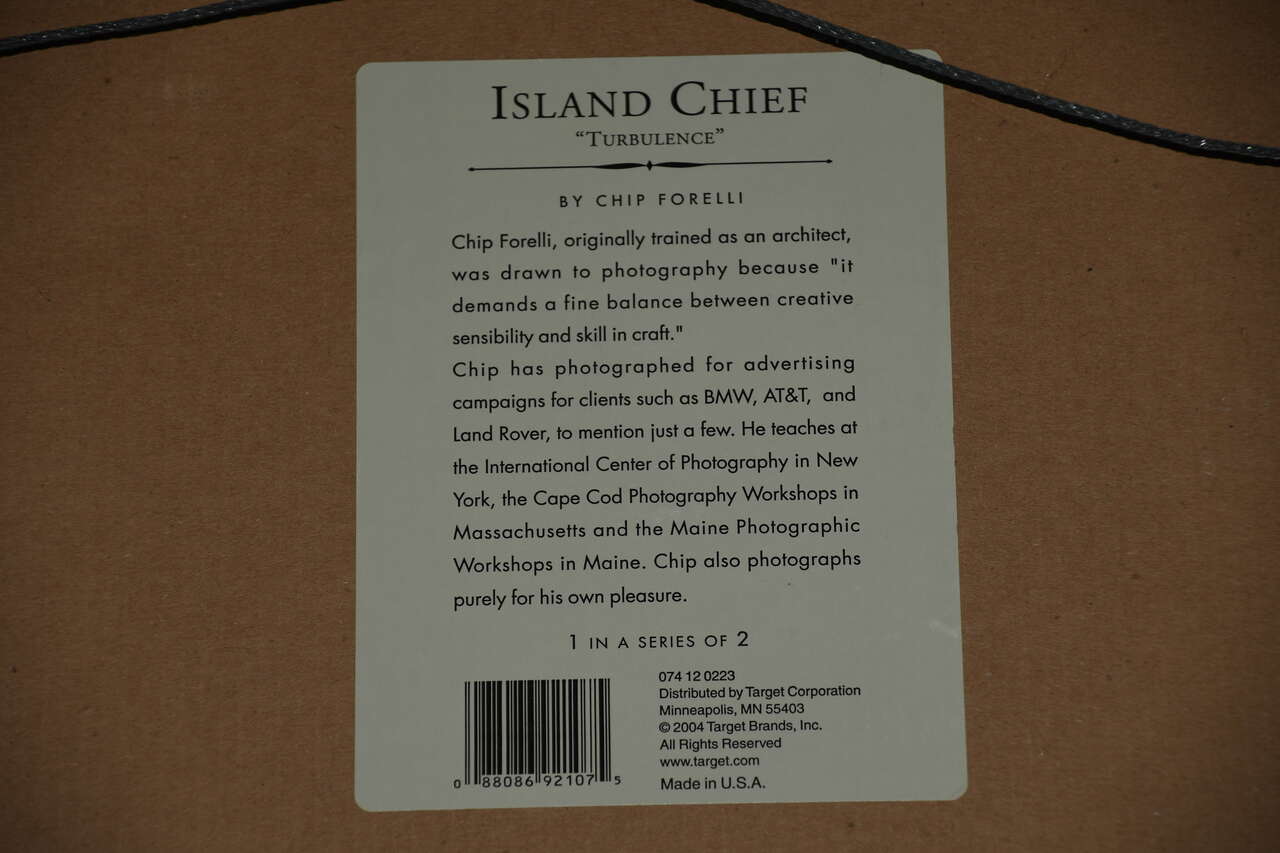 ISLAND CHIEF
“TURBULENCE”
BY CHIP FORELLI
Chip Forelli, originally trained as an architect,
was drawn to photography because "it
demands a fine balance between creative
sensibility and skill in craft."
Chip has photographed for advertising
campaigns for clients such as BMW, AT&T, and
Land Rover, to mention just a few. He teaches at
the International Center of Photography in New
York, the Cape Cod Photography Workshops in
Massachusetts and the Maine Photographic
Workshops in Maine. Chip also photographs
purely for his own pleasure.
1 IN A SERIES OF 2
074 12 0223
Distributed by Target Corporation
Minneapolis, MN 55403
© 2004 Target Brands, Inc.
All Rights Reserved
www.target.com
Made in U.S.A.
0 88086 92107 5